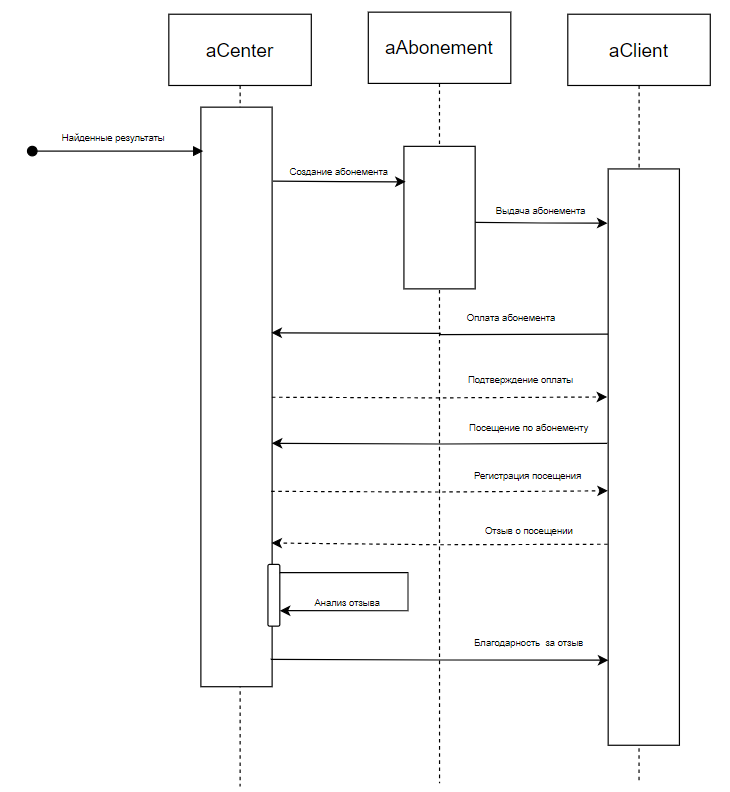 aCenter
aAbonement
aClient
Найденные результаты
Создание абонемента
Выдача абонемента
Оплата абонемента
Подтверждение оплаты
Посещение по абонементу
Регистрация посещения
Отзыв о посещении
Анализ отзыва
Благодарность за отзыв